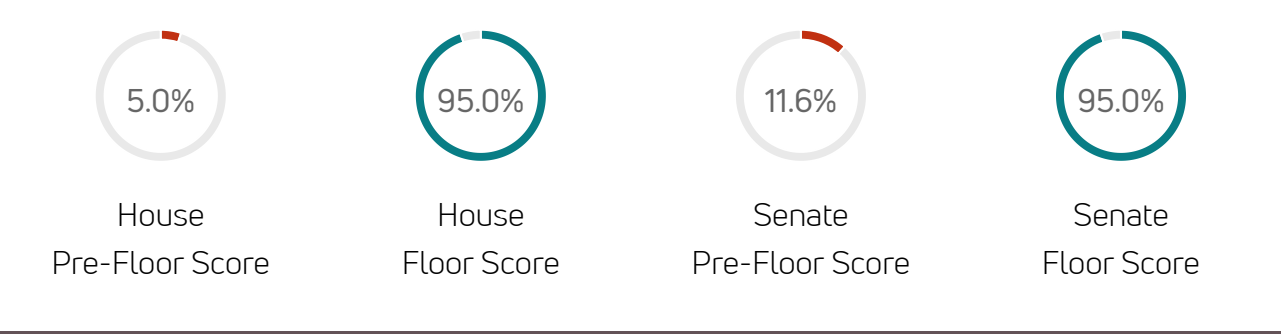 5.0%
95.0%
11.6%
95.0%
House
Pre-Floor Score
House
Floor Score
Senate
Pre-Floor Score
Senate
Floor Score